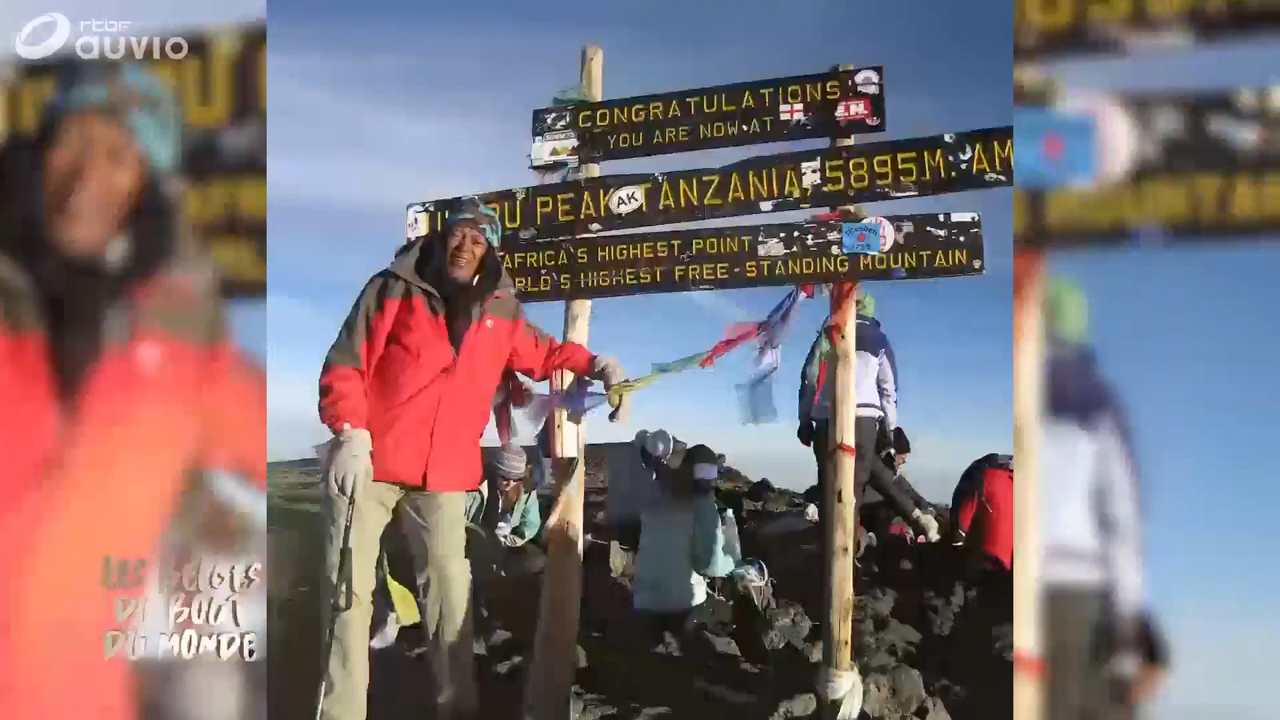 rtbf
auvio
CONGRATULATIONS
YOU ARE NOW AT
PEAK TANZANIA 5895M. AM
AK
AFRICA'S HIGHEST POINT
HIGHEST FREE-STANDING MOUNTAIN
LES BELGES
DU BOUT
DU MONDE